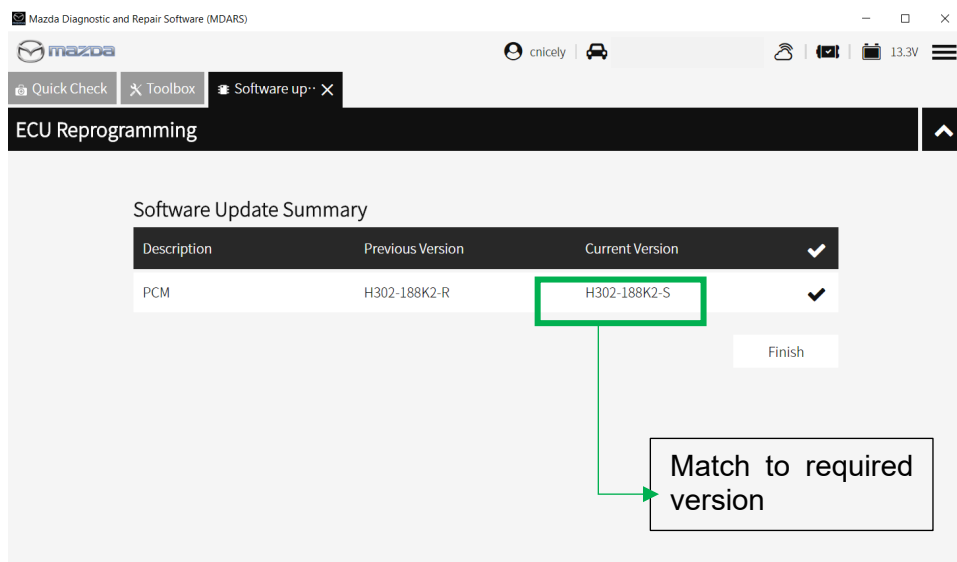 Mazda Diagnostic and Repair Software (MDARS)
mazda
cnicely
13.3V
Quick Check
Toolbox
Software up··
ECU Reprogramming
Software Update Summary
Description Previous Version Current Version
PCM H302-188K2-R H302-188K2-S
Finish
Match to required
version